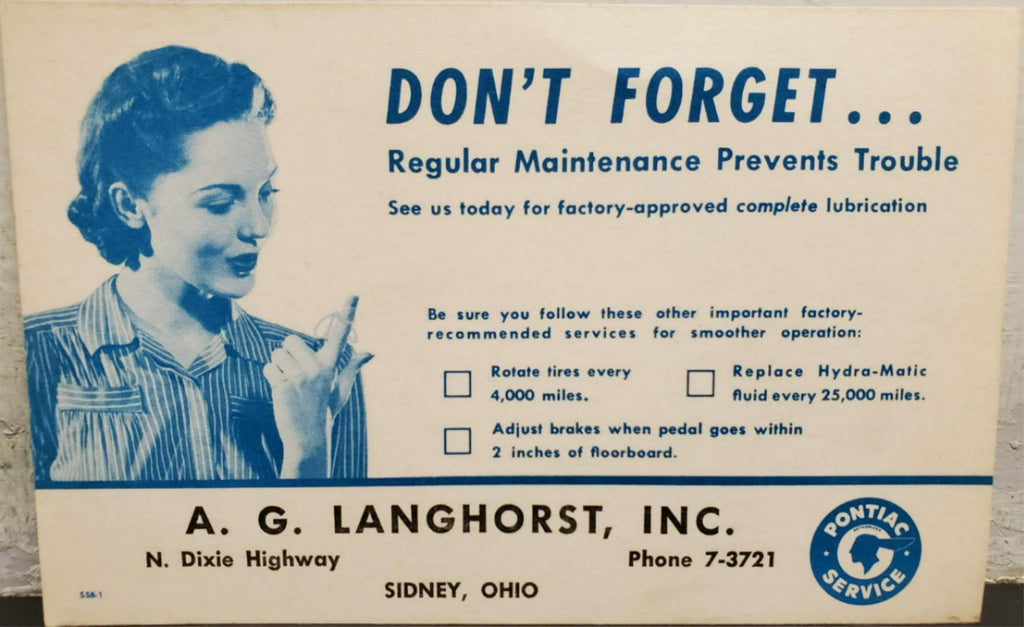 DON'T FORGET...
Regular Maintenance Prevents Trouble
See us today for factory-approved complete lubrication
Be sure you follow these other important factory-
recommended services for smoother operation:
Rotate tires every
4,000 miles.
Replace Hydra-Matic
fluid every 25,000 miles.
Adjust brakes when pedal goes within
2 inches of floorboard.
A. G. LANGHORST, INC.
N. Dixie Highway
Phone 7-3721
SIDNEY, OHIO
PONTIAC
AUTHORIZED
SERVICE